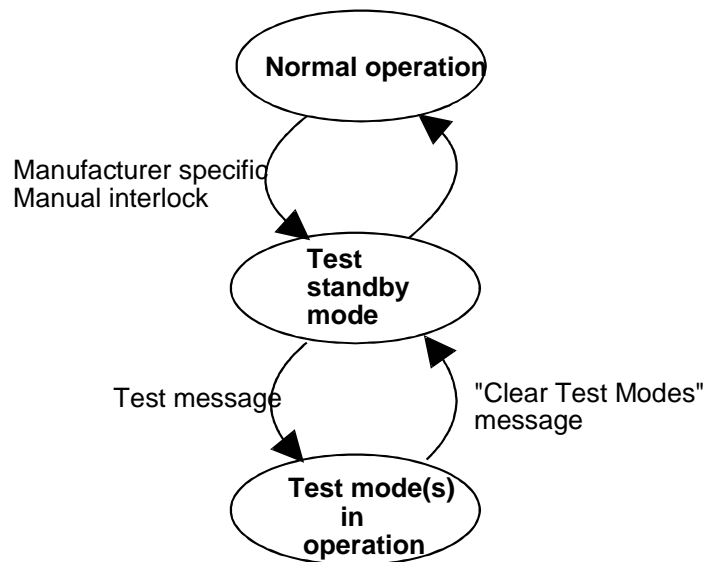 Normal operation
Manufacturer specific
Manual interlock
Test
standby
mode
Test message
"Clear Test Modes"
message
Test mode(s)
in
operation